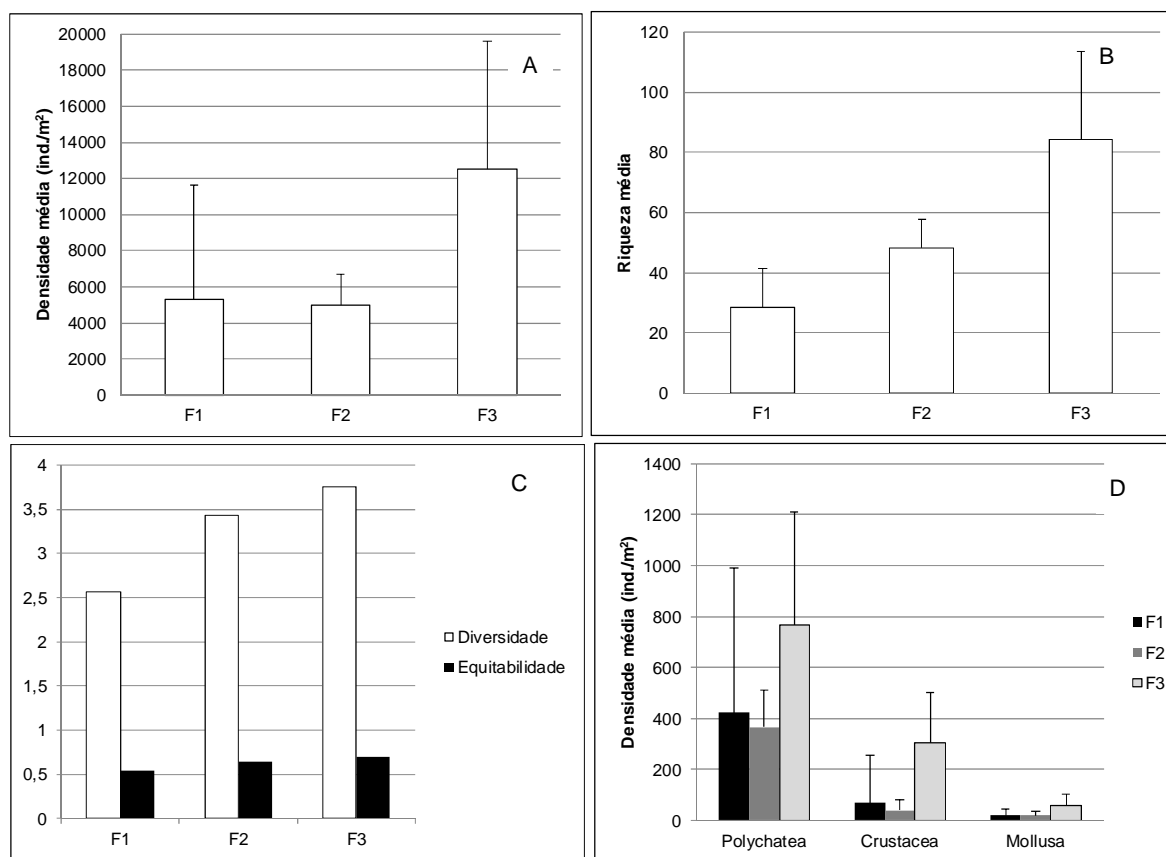 A
Densidade média (ind./m²)
20000
18000
16000
14000
12000
10000
8000
6000
4000
2000
0
F1 F2 F3
B
Riqueza média
120
100
80
60
40
20
0
F1 F2 F3
C
4
3,5
3
2,5
2
1,5
1
0,5
0
F1 F2 F3
Diversidade
Equitabilidade
D
Densidade média (ind./m²)
1400
1200
1000
800
600
400
200
0
Polychatea Crustacea Mollusa
F1
F2
F3